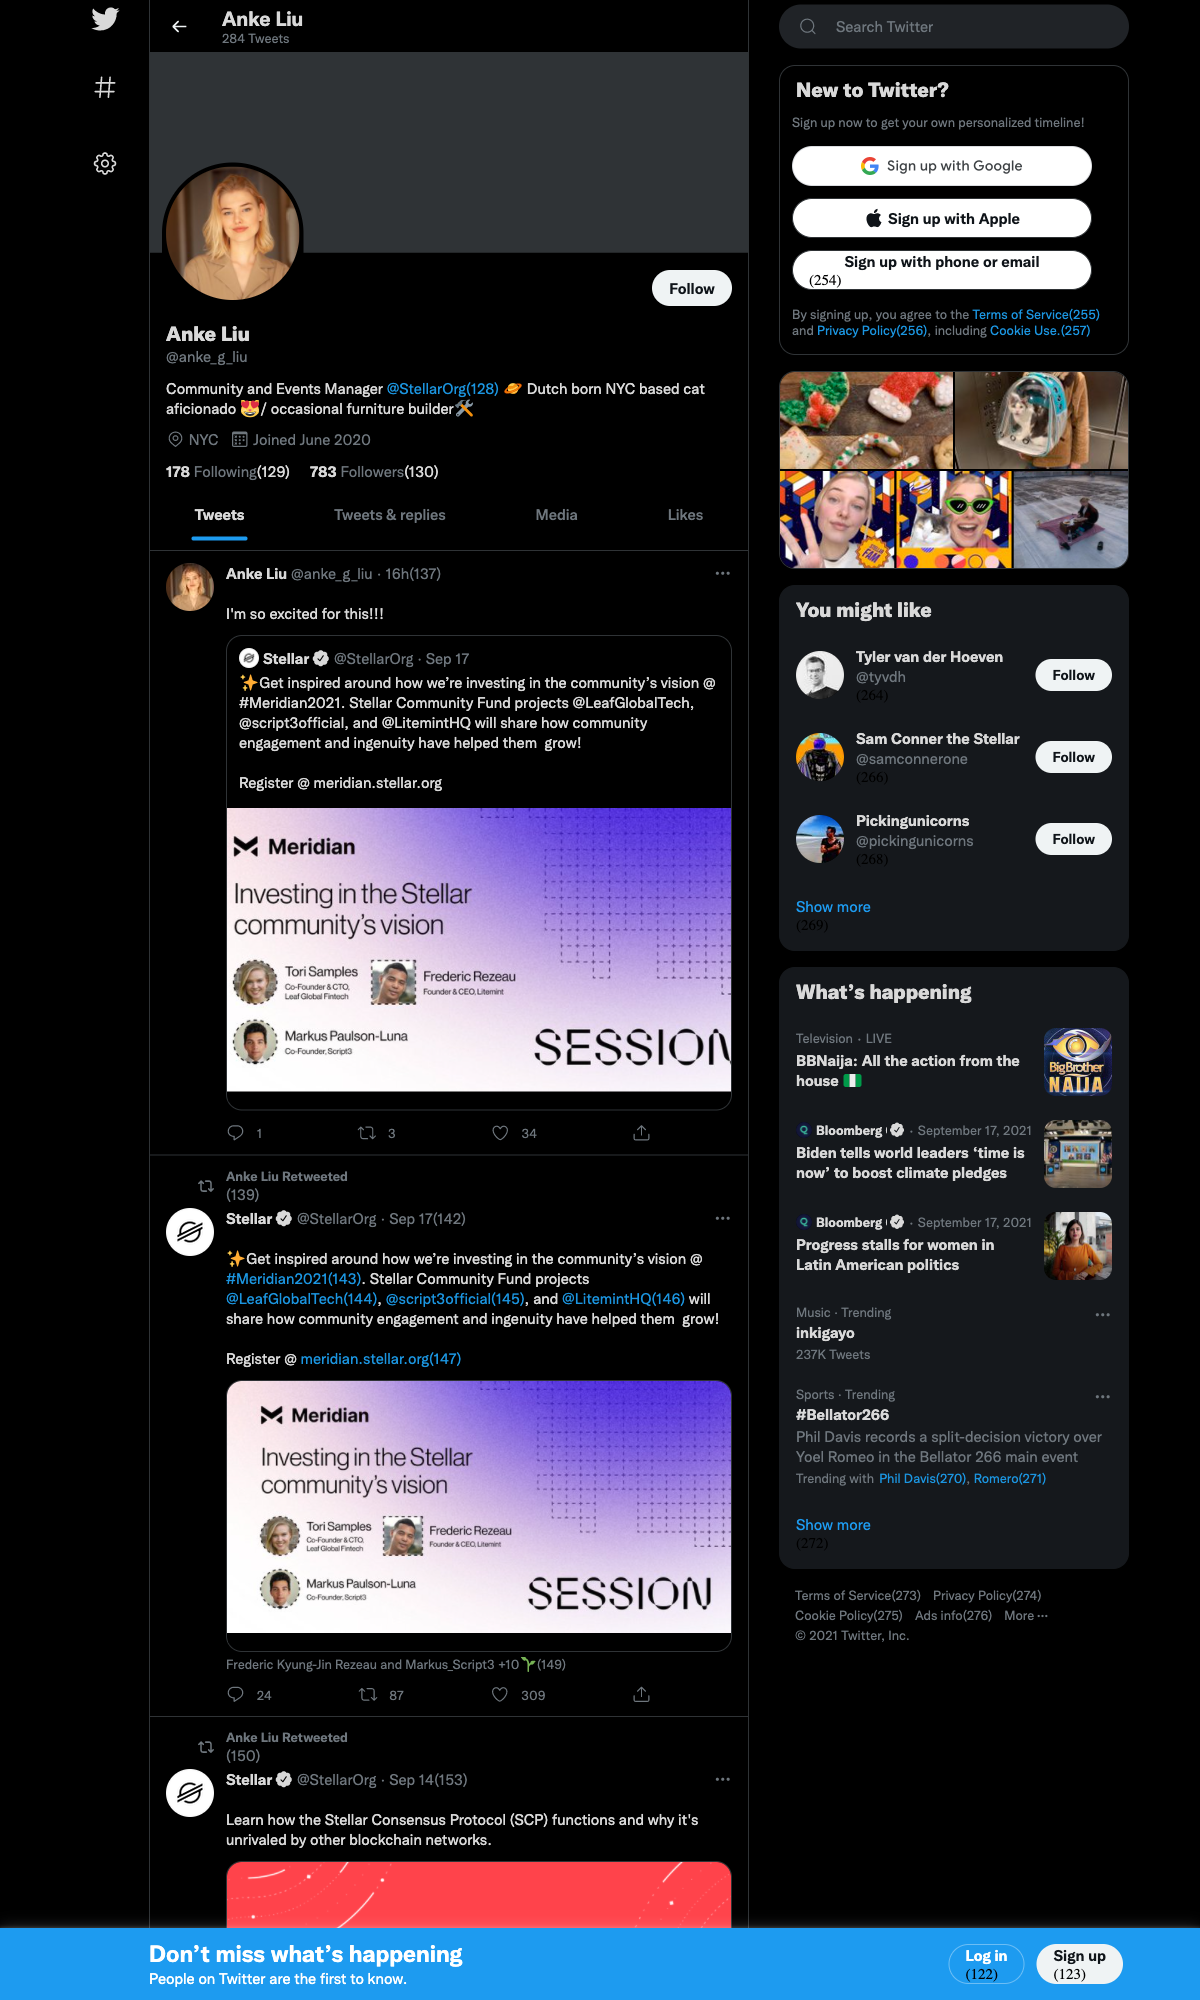 Anke Liu
284 Tweets
Follow
Anke Liu
@anke_g_liu
Community and Events Manager @StellarOrg(128) 🪐 Dutch born NYC based cat
aficionado 😻/ occasional furniture builder🛠
NYC Joined June 2020
178 Following(129) 783 Followers(130)
Tweets Tweets & replies Media Likes
Anke Liu @anke_g_liu · 16h(137)
I'm so excited for this!!!
Stellar @StellarOrg · Sep 17
✨Get inspired around how we’re investing in the community’s vision @
#Meridian2021. Stellar Community Fund projects @LeafGlobalTech,
@script3official, and @LitemintHQ will share how community
engagement and ingenuity have helped them  grow!
Register @ meridian.stellar.org
Meridian
Investing in the Stellar
community’s vision
Tori Samples
Co-Founder & CTO,
Leaf Global Fintech
Frederic Rezeau
Founder & CEO, Litemint
Markus Paulson-Luna
Co-Founder, Script3
SESSION
1 3 34
Anke Liu Retweeted
(139)
Stellar @StellarOrg · Sep 17(142)
✨Get inspired around how we’re investing in the community’s vision @
#Meridian2021(143). Stellar Community Fund projects
@LeafGlobalTech(144), @script3official(145), and @LitemintHQ(146) will
share how community engagement and ingenuity have helped them  grow!
Register @ meridian.stellar.org(147)
Meridian
Investing in the Stellar
community’s vision
Tori Samples
Co-Founder & CTO,
Leaf Global Fintech
Frederic Rezeau
Founder & CEO, Litemint
Markus Paulson-Luna
Co-Founder, Script3
SESSION
Frederic Kyung-Jin Rezeau and Markus_Script3 +10🌱(149)
24 87 309
Anke Liu Retweeted
(150)
Stellar @StellarOrg · Sep 14(153)
Learn how the Stellar Consensus Protocol (SCP) functions and why it's
unrivaled by other blockchain networks.
Search Twitter
New to Twitter?
Sign up now to get your own personalized timeline!
Sign up with Google
Sign up with Apple
Sign up with phone or email
(254)
By signing up, you agree to the Terms of Service(255)
and Privacy Policy(256), including Cookie Use.(257)
FAM
You might like
Tyler van der Hoeven
@tyvdh
(264)
Follow
Sam Conner the Stellar
@samconnerone
(266)
Follow
Pickingunicorns
@pickingunicorns
(268)
Follow
Show more
(269)
What’s happening
Television · LIVE
BBNaija: All the action from the
house 🇳🇬
BigBrother
NAIJA
Bloomberg · September 17, 2021
Biden tells world leaders ‘time is
now’ to boost climate pledges
Bloomberg · September 17, 2021
Progress stalls for women in
Latin American politics
Music · Trending
inkigayo
237K Tweets
Sports · Trending
#Bellator266
Phil Davis records a split-decision victory over
Yoel Romeo in the Bellator 266 main event
Trending with Phil Davis(270), Romero(271)
Show more
(272)
Terms of Service(273) Privacy Policy(274)
Cookie Policy(275) Ads info(276) More ···
© 2021 Twitter, Inc.
Don’t miss what’s happening
People on Twitter are the first to know.
Log in
(122)
Sign up
(123)